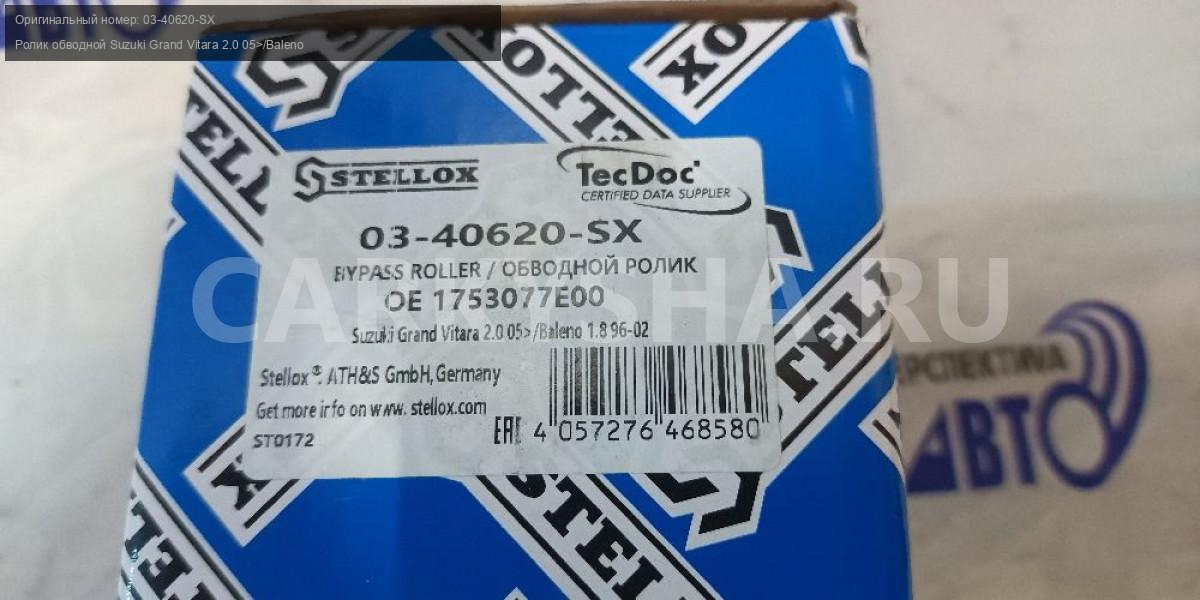 Оригинальный номер: 03-40620-SX
Ролик обводной Suzuki Grand Vitara 2.0 05>/Baleno
STELLOX
TecDoc
CERTIFIED DATA SUPPLIER
03-40620-SX
BYPASS ROLLER / ОБВОДНОЙ РОЛИК
OE 1753077E00
CARTASHA.RU
Suzuki Grand Vitara 2.0 05>/Baleno 1.8 96-02
Stellox®. ATH&S GmbH, Germany
Get more info on www. stellox.com
ST0172
EAC 4 057276 468580
STELL
STELL
АВТО